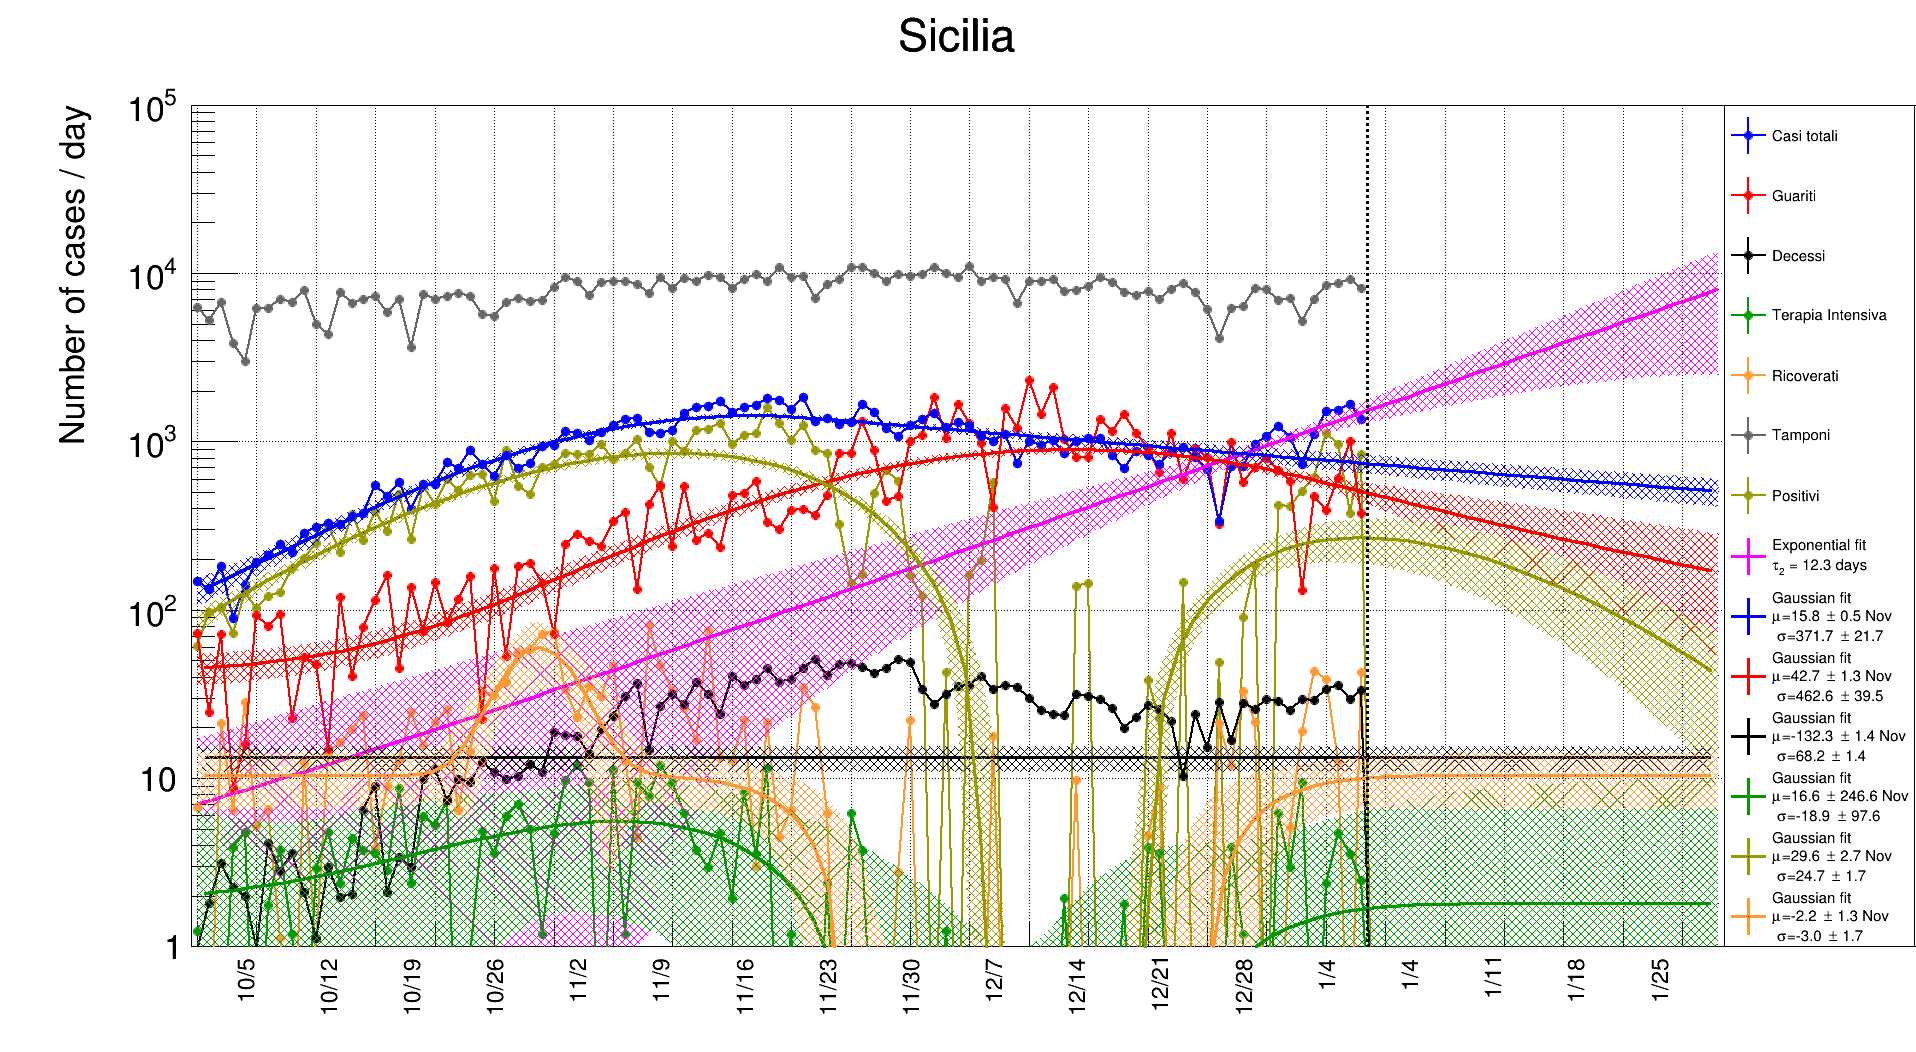 Sicilia
Number of cases / day
10^5
10^4
10^3
10^2
10
1
10/5
10/12
10/19
10/26
11/2
11/9
11/16
11/23
11/30
12/7
12/14
12/21
12/28
1/4
1/4
1/11
1/18
1/25
Casi totali
Guariti
Decessi
Terapia Intensiva
Ricoverati
Tamponi
Positivi
Exponential fit
τ₂ = 12.3 days
Gaussian fit
μ=15.8 ± 0.5 Nov
σ=371.7 ± 21.7
Gaussian fit
μ=42.7 ± 1.3 Nov
σ=462.6 ± 39.5
Gaussian fit
μ=-132.3 ± 1.4 Nov
σ=68.2 ± 1.4
Gaussian fit
μ=16.6 ± 246.6 Nov
σ=-18.9 ± 97.6
Gaussian fit
μ=29.6 ± 2.7 Nov
σ=24.7 ± 1.7
Gaussian fit
μ=-2.2 ± 1.3 Nov
σ=-3.0 ± 1.7